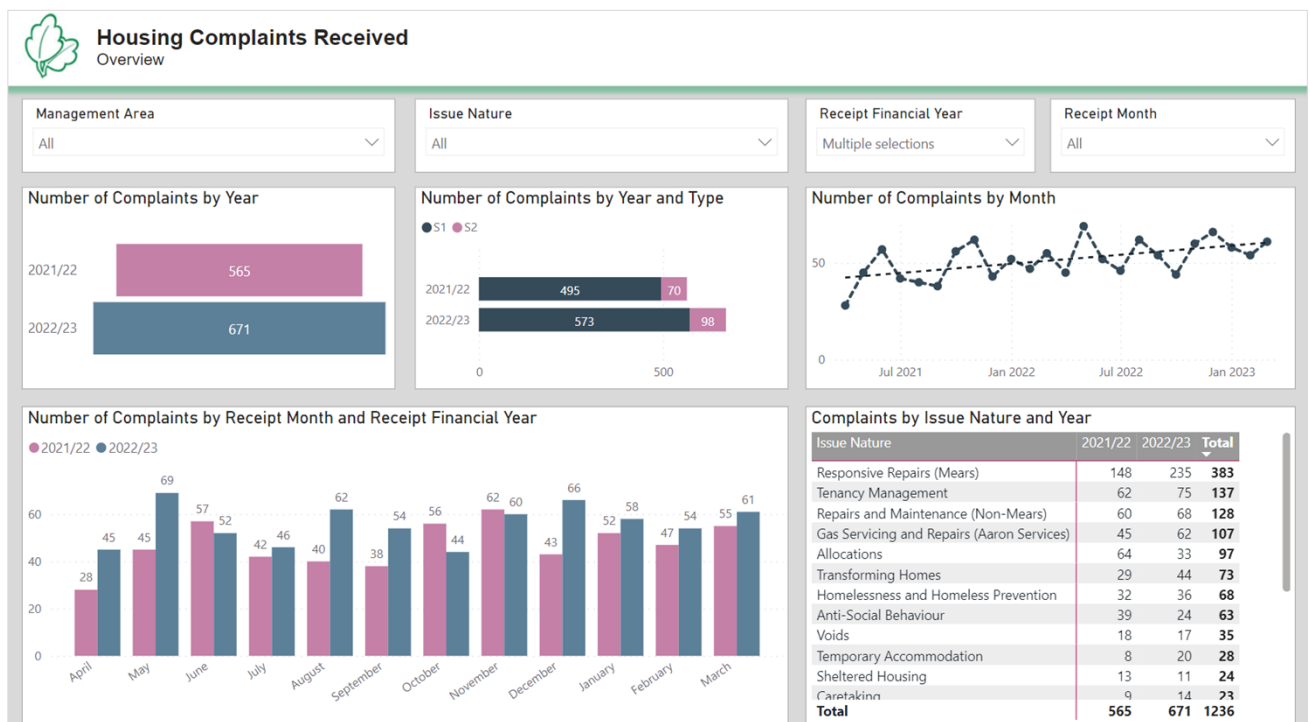 Housing Complaints Received
Overview
Management Area
All
Issue Nature
All
Receipt Financial Year
Multiple selections
Receipt Month
All
Number of Complaints by Year
2021/22
565
2022/23
671
Number of Complaints by Year and Type
S1 S2
2021/22 495 70
2022/23 573 98
0 500
Number of Complaints by Month
50
0
Jul 2021 Jan 2022 Jul 2022 Jan 2023
Number of Complaints by Receipt Month and Receipt Financial Year
2021/22 2022/23
60
40
20
0
28 45 45 69 57 52 42 46 40 62 38 54 56 44 62 60 43 66 52 58 47 54 55 61
April May June July August September October November December January February March
Complaints by Issue Nature and Year
Issue Nature 2021/22 2022/23 Total
Responsive Repairs (Mears) 148 235 383
Tenancy Management 62 75 137
Repairs and Maintenance (Non-Mears) 60 68 128
Gas Servicing and Repairs (Aaron Services) 45 62 107
Allocations 64 33 97
Transforming Homes 29 44 73
Homelessness and Homeless Prevention 32 36 68
Anti-Social Behaviour 39 24 63
Voids 18 17 35
Temporary Accommodation 8 20 28
Sheltered Housing 13 11 24
Caretaking 9 14 23
Total 565 671 1236